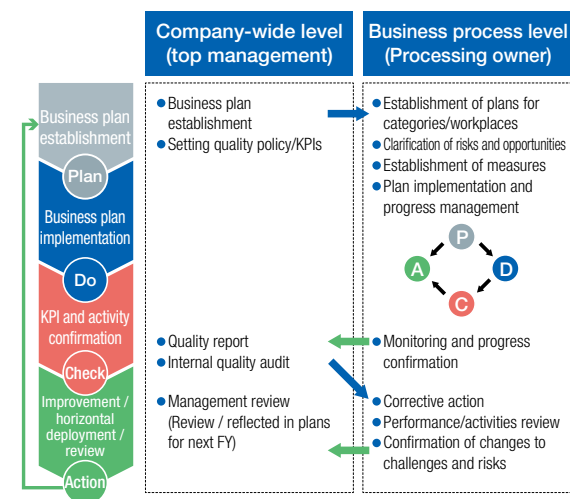 Company-wide level
(top management)
Business process level
(Processing owner)
Business plan
establishment
Plan
Business plan
implementation
Do
KPI and activity
confirmation
Check
Improvement /
horizontal
deployment /
review
Action
●Business plan
establishment
●Setting quality policy/KPIs
●Quality report
●Internal quality audit
●Management review
(Review / reflected in plans
for next FY)
●Establishment of plans for
categories/workplaces
●Clarification of risks and opportunities
●Establishment of measures
●Plan implementation and
progress management
P
A
D
C
●Monitoring and progress
confirmation
●Corrective action
●Performance/activities review
●Confirmation of changes to
challenges and risks